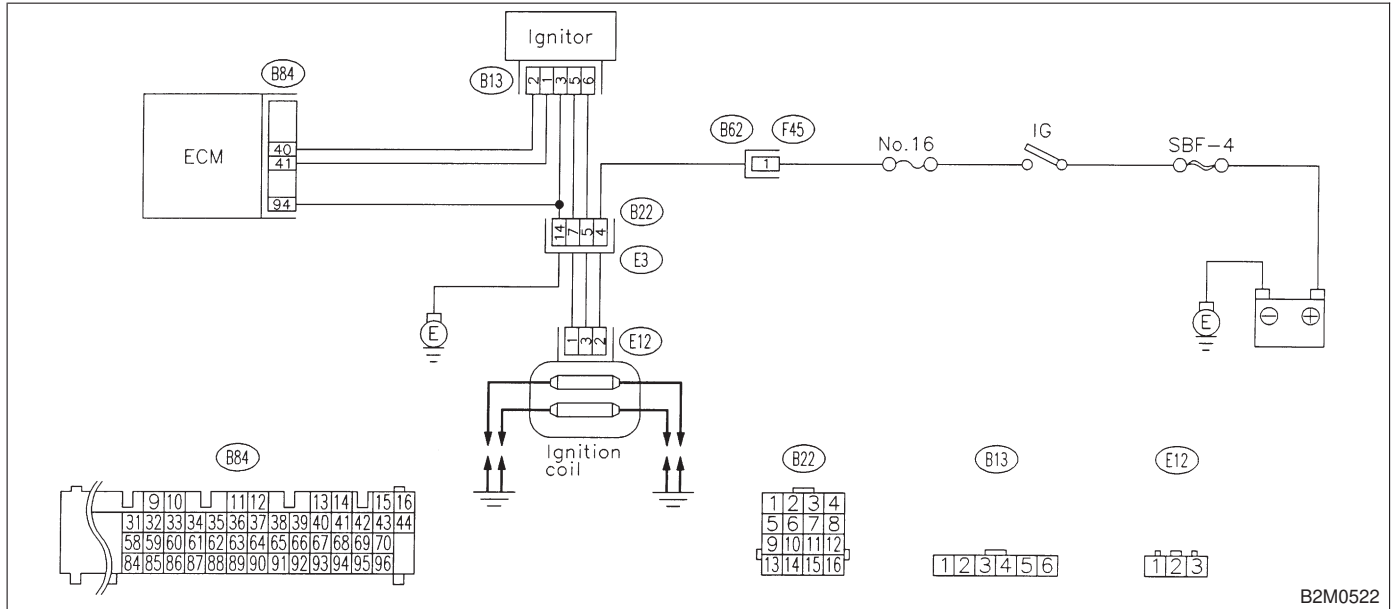 Ignitor
B84
B13
2 1 3 5 6
ECM
40
41
94
B62
F45
1
No.16
IG
SBF-4
B22
14 7 5 4
E3
E
1 3 2
E12
E
⊖ ⊕
Ignition
coil
B84
9 10 11 12 13 14 15 16
31 32 33 34 35 36 37 38 39 40 41 42 43 44
58 59 60 61 62 63 64 65 66 67 68 69 70
84 85 86 87 88 89 90 91 92 93 94 95 96
B22
1 2 3 4
5 6 7 8
9 10 11 12
13 14 15 16
B13
1 2 3 4 5 6
E12
1 2 3
B2M0522